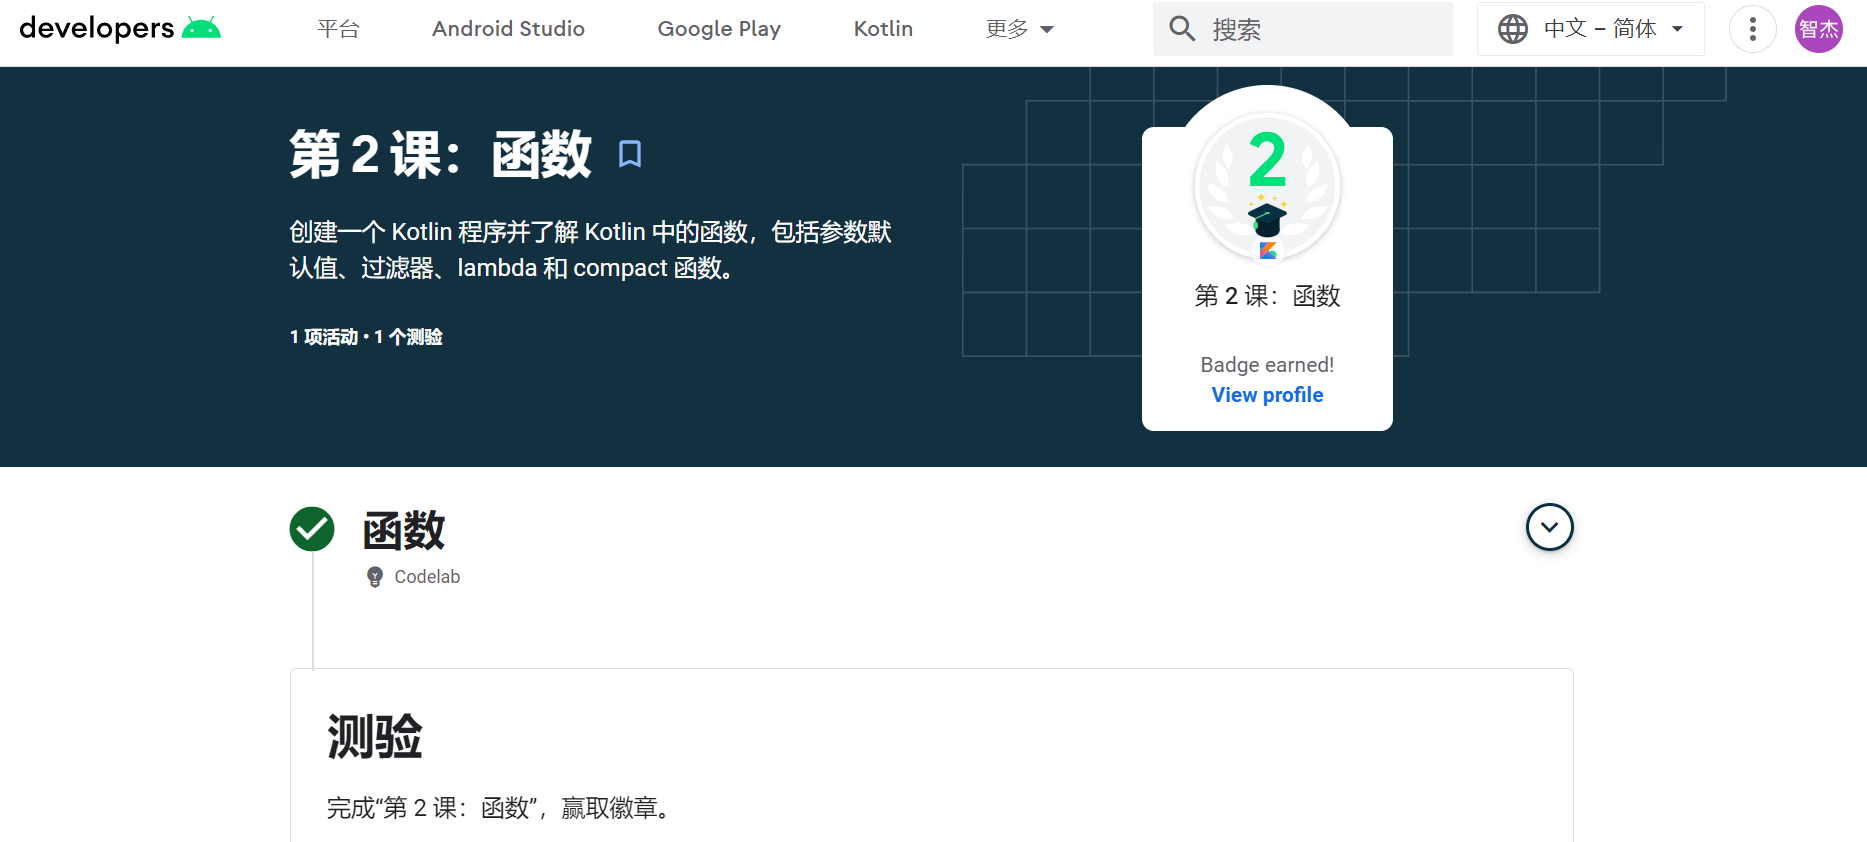 developers
平台
Android Studio
Google Play
Kotlin
更多
搜索
中文 – 简体
智杰
第 2 课：函数
创建一个 Kotlin 程序并了解 Kotlin 中的函数，包括参数默
认值、过滤器、lambda 和 compact 函数。
1 项活动 • 1 个测验
2
第 2 课：函数
Badge earned!
View profile
函数
Codelab
测验
完成“第 2 课：函数”，赢取徽章。